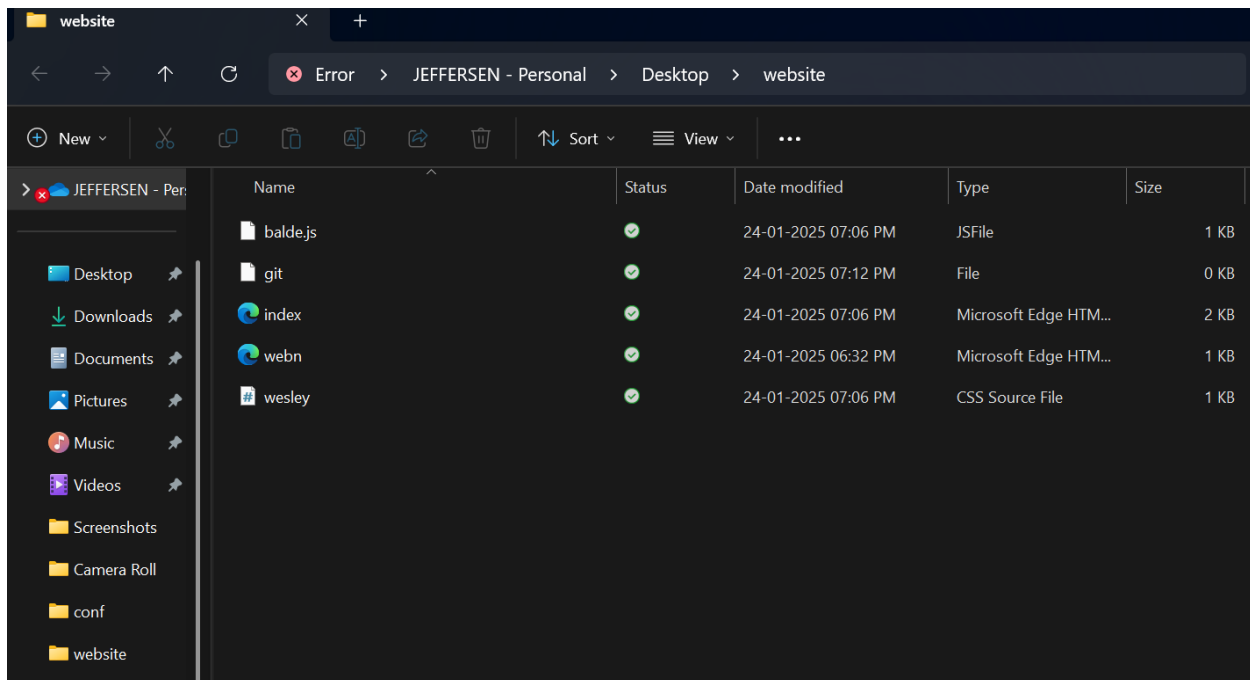 website
Error > JEFFERSEN - Personal > Desktop > website
New Sort View
JEFFERSEN - Per
Name Status Date modified Type Size
balde.js 24-01-2025 07:06 PM JSFile 1 KB
git 24-01-2025 07:12 PM File 0 KB
index 24-01-2025 07:06 PM Microsoft Edge HTM... 2 KB
webn 24-01-2025 06:32 PM Microsoft Edge HTM... 1 KB
wesley 24-01-2025 07:06 PM CSS Source File 1 KB
Desktop
Downloads
Documents
Pictures
Music
Videos
Screenshots
Camera Roll
conf
website